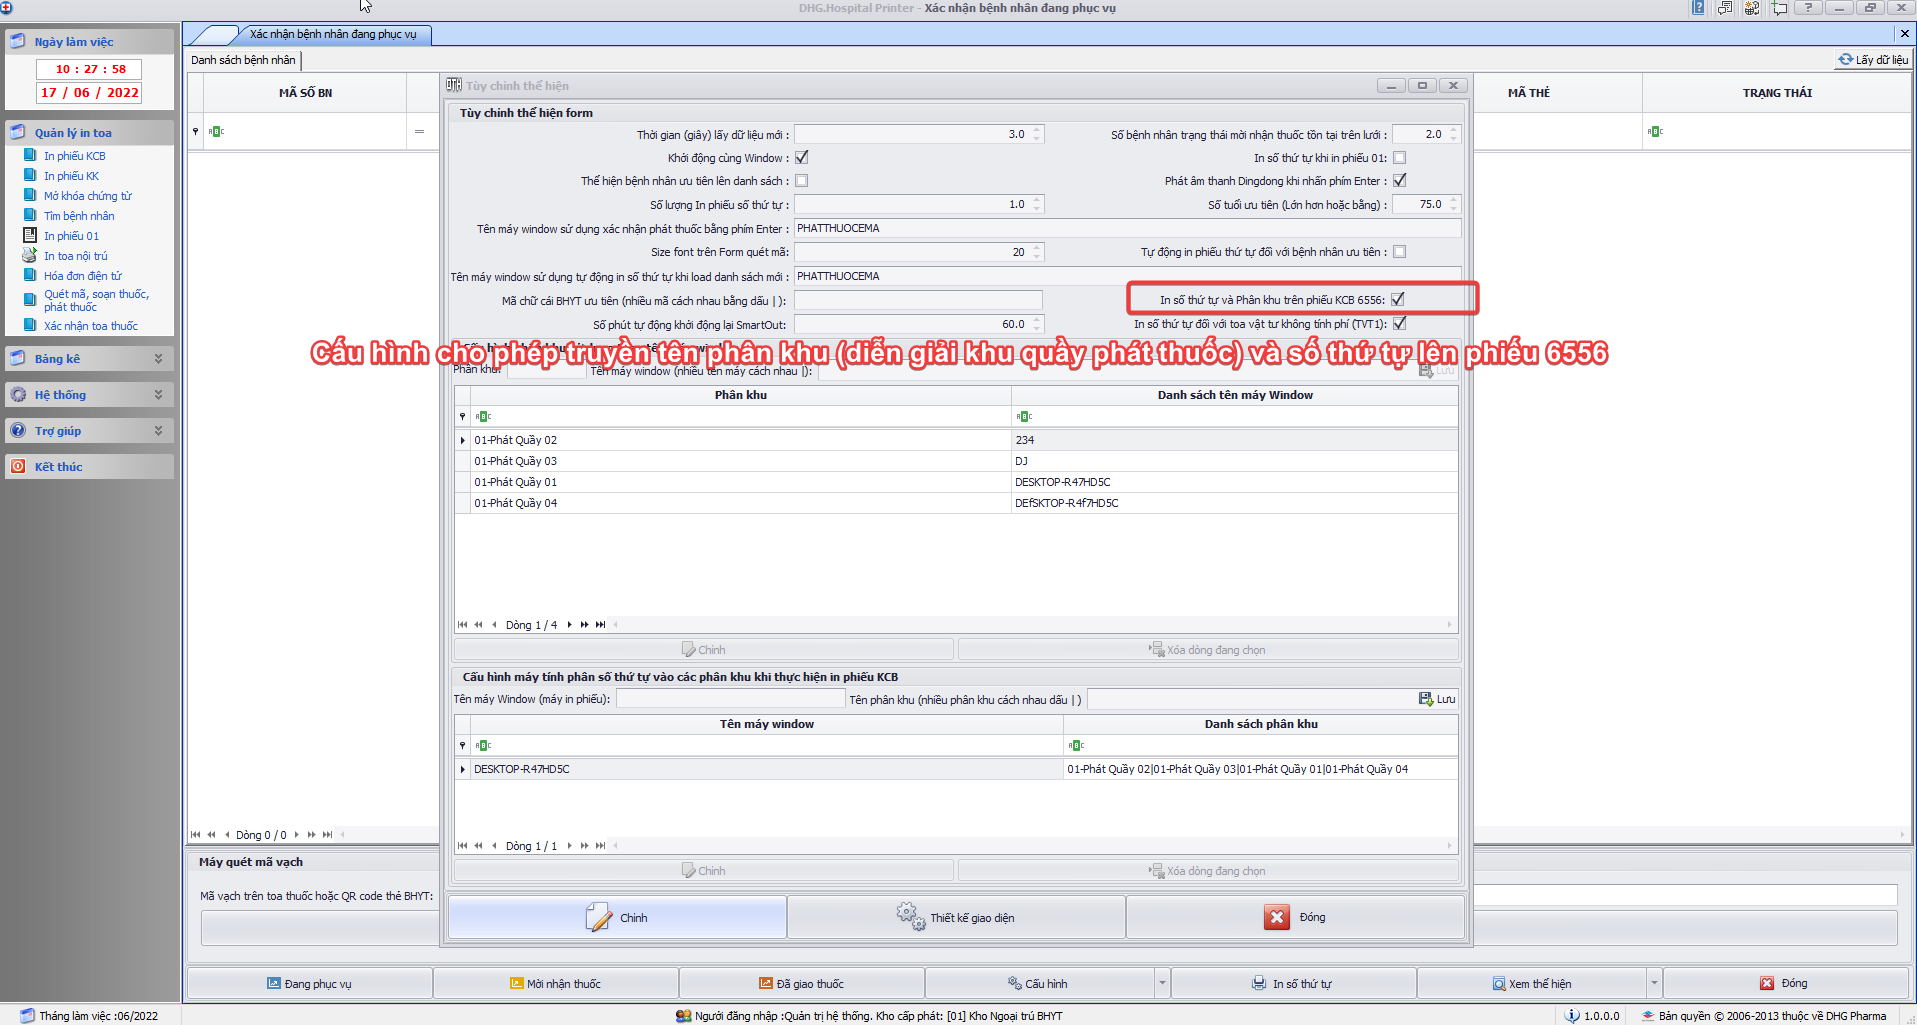 DHG.Hospital Printer - Xác nhận bệnh nhân đang phục vụ
Xác nhận bệnh nhân đang phục vụ
Danh sách bệnh nhân
Lấy dữ liệu
Ngày làm việc
10 : 27 : 58
17 / 06 / 2022
Quản lý in toa
In phiếu KCB
In phiếu KK
Mở khóa chứng từ
Tìm bệnh nhân
In phiếu 01
In toa nội trú
Hóa đơn điện tử
Quét mã, soạn thuốc, phát thuốc
Xác nhận toa thuốc
Bảng kê
Hệ thống
Trợ giúp
Kết thúc
MÃ SỐ BN
MÃ THẺ
TRẠNG THÁI
Tùy chỉnh thể hiện
Tùy chỉnh thể hiện form
Thời gian (giây) lấy dữ liệu mới : 3.0
Số bệnh nhân trạng thái mời nhận thuốc tồn tại trên lưới : 2.0
Khởi động cùng Window :
In số thứ tự khi in phiếu 01:
Thể hiện bệnh nhân ưu tiên lên danh sách :
Phát âm thanh Dingdong khi nhấn phím Enter :
Số lượng In phiếu số thứ tự : 1.0
Số tuổi ưu tiên (Lớn hơn hoặc bằng) : 75.0
Tên máy window sử dụng xác nhận phát thuốc bằng phím Enter : PHATTHUOCEMA
Size font trên Form quét mã: 20
Tự động in phiếu thứ tự đối với bệnh nhân ưu tiên :
Tên máy window sử dụng tự động in số thứ tự khi load danh sách mới : PHATTHUOCEMA
Mã chữ cái BHYT ưu tiên (nhiều mã cách nhau bằng dấu | ):
In số thứ tự và Phân khu trên phiếu KCB 6556:
Số phút tự động khởi động lại SmartOut: 60.0
In số thứ tự đối với toa vật tư không tính phí (TVT1):
Cấu hình cho phép truyền tên phân khu (diễn giải khu quầy phát thuốc) và số thứ tự lên phiếu 6556
Phân khu:
Tên máy window (nhiều tên máy cách nhau |):
Lưu
Phân khu
Danh sách tên máy Window
01-Phát Quầy 02 234
01-Phát Quầy 03 DJ
01-Phát Quầy 01 DESKTOP-R47HD5C
01-Phát Quầy 04 DEfSKTOP-R4f7HD5C
Dòng 1 / 4
Chỉnh
Xóa dòng đang chọn
Cấu hình máy tính phân số thứ tự vào các phân khu khi thực hiện in phiếu KCB
Tên máy Window (máy in phiếu):
Tên phân khu (nhiều phân khu cách nhau dấu | )
Lưu
Tên máy window
Danh sách phân khu
DESKTOP-R47HD5C 01-Phát Quầy 02|01-Phát Quầy 03|01-Phát Quầy 01|01-Phát Quầy 04
Dòng 1 / 1
Chỉnh
Xóa dòng đang chọn
Chỉnh
Thiết kế giao diện
Đóng
Dòng 0 / 0
Máy quét mã vạch
Mã vạch trên toa thuốc hoặc QR code thẻ BHYT:
Đang phục vụ
Mời nhận thuốc
Đã giao thuốc
Cấu hình
In số thứ tự
Xem thể hiện
Đóng
Tháng làm việc :06/2022
Người đăng nhập :Quản trị hệ thống. Kho cấp phát: [01] Kho Ngoại trú BHYT
1.0.0.0
Bản quyền © 2006-2013 thuộc về DHG Pharma